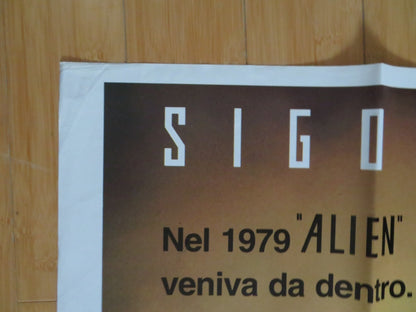 SIGO
Nel 1979 "ALIEN"
veniva da dentro.